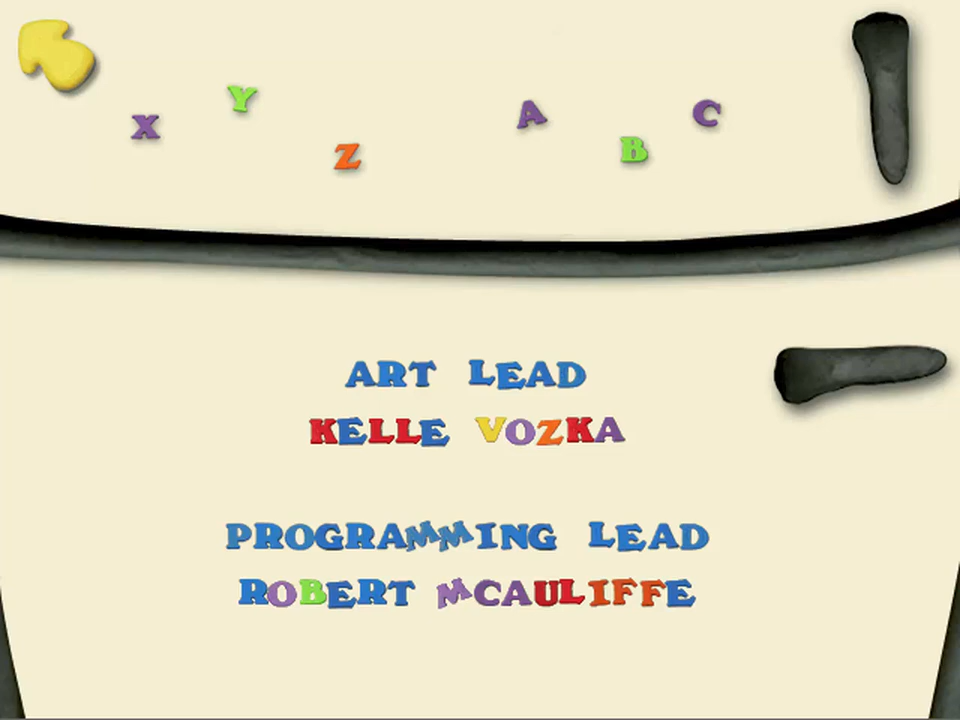 X Y Z A B C
ART LEAD
KELLE VOZKA
PROGRAMMING LEAD
ROBERT MCAULIFFE